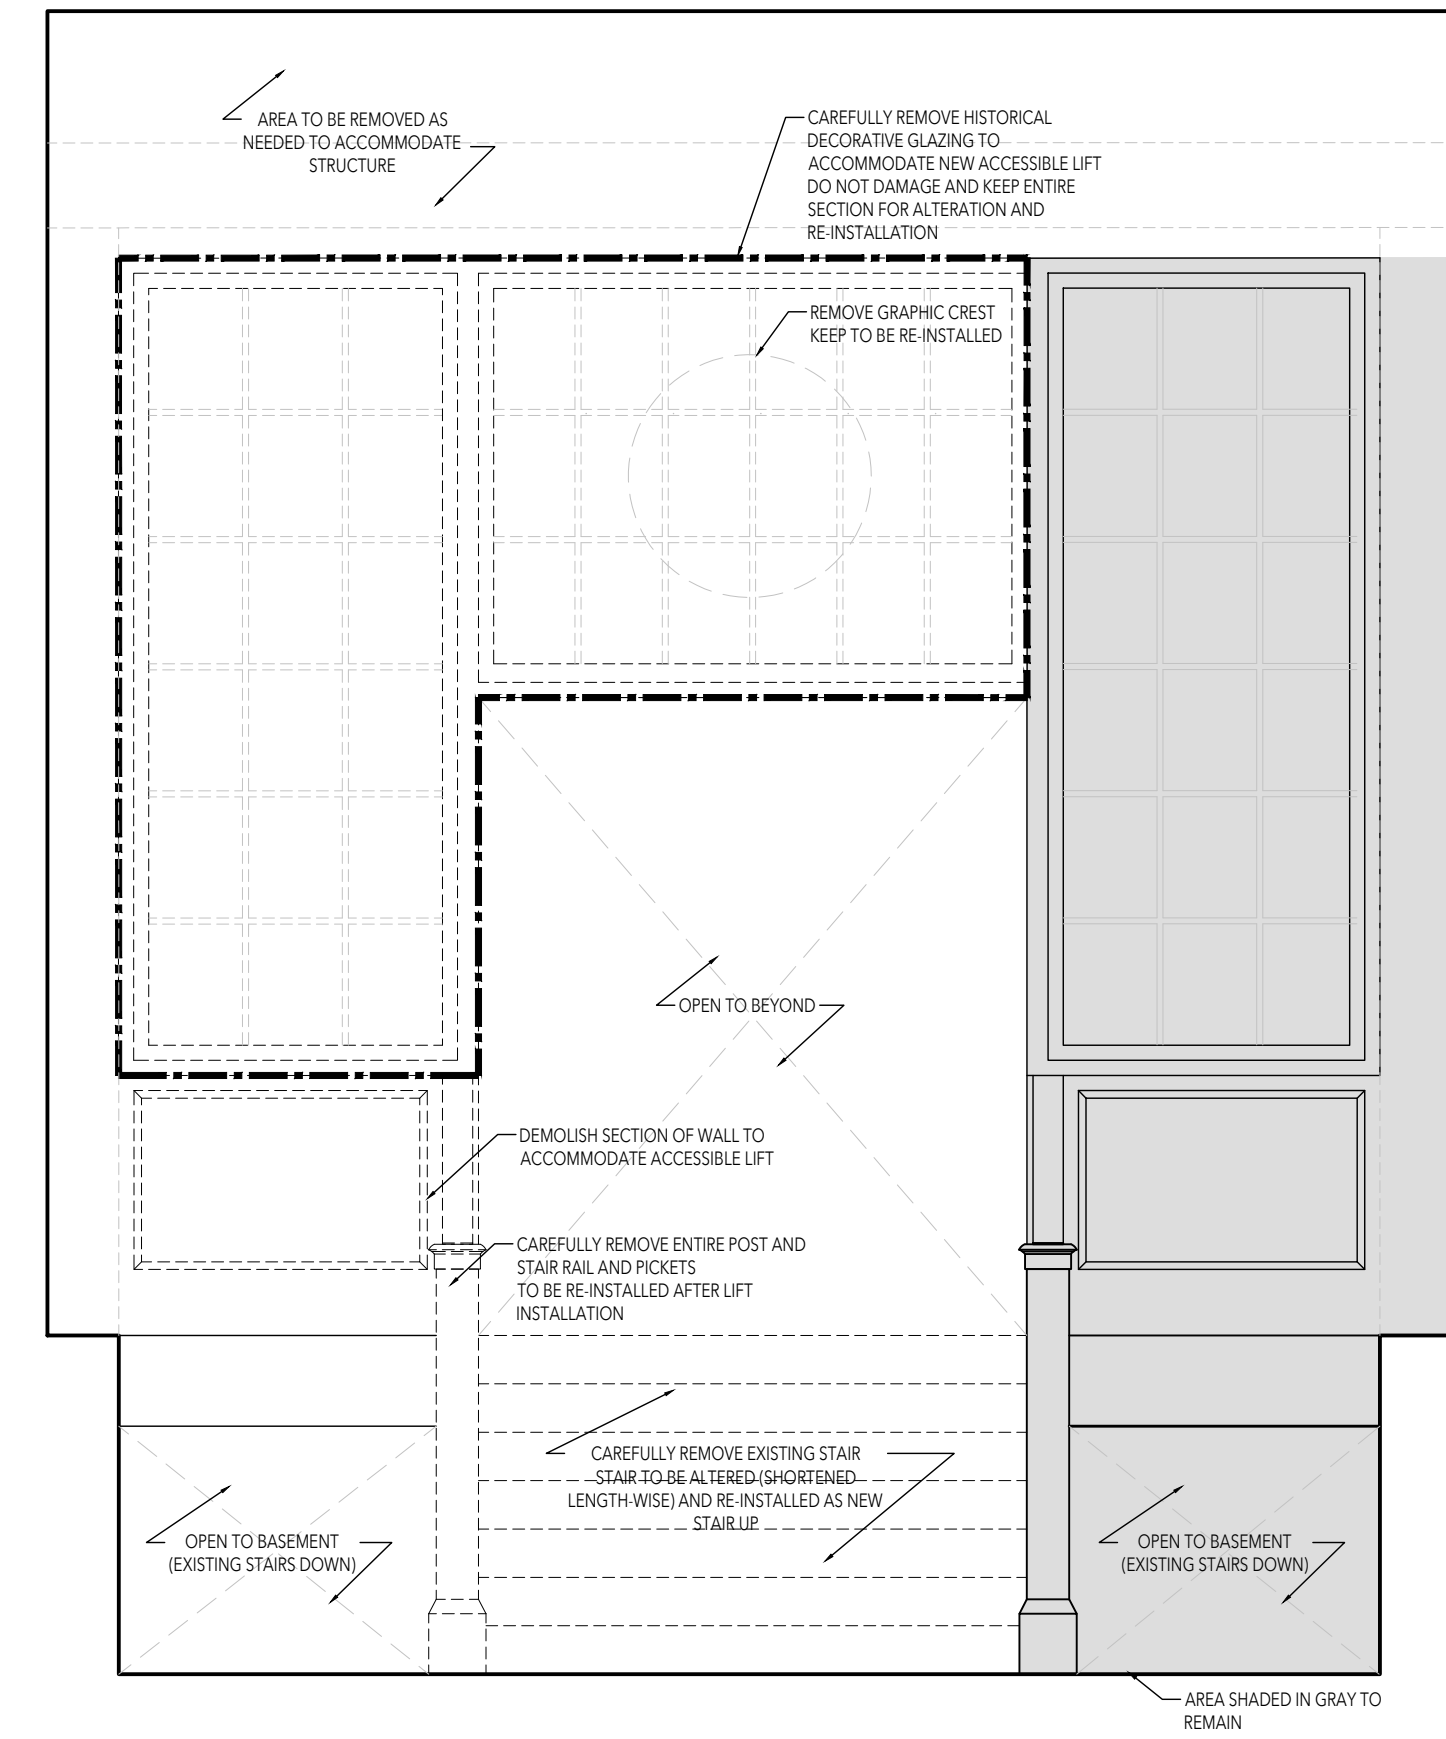 AREA TO BE REMOVED AS
NEEDED TO ACCOMMODATE
STRUCTURE
CAREFULLY REMOVE HISTORICAL
DECORATIVE GLAZING TO
ACCOMMODATE NEW ACCESSIBLE LIFT
DO NOT DAMAGE AND KEEP ENTIRE
SECTION FOR ALTERATION AND
RE-INSTALLATION
REMOVE GRAPHIC CREST
KEEP TO BE RE-INSTALLED
OPEN TO BEYOND
DEMOLISH SECTION OF WALL TO
ACCOMMODATE ACCESSIBLE LIFT
CAREFULLY REMOVE ENTIRE POST AND
STAIR RAIL AND PICKETS
TO BE RE-INSTALLED AFTER LIFT
INSTALLATION
CAREFULLY REMOVE EXISTING STAIR
STAIR TO BE ALTERED (SHORTENED
LENGTH-WISE) AND RE-INSTALLED AS NEW
STAIR UP
OPEN TO BASEMENT
(EXISTING STAIRS DOWN)
OPEN TO BASEMENT
(EXISTING STAIRS DOWN)
AREA SHADED IN GRAY TO
REMAIN